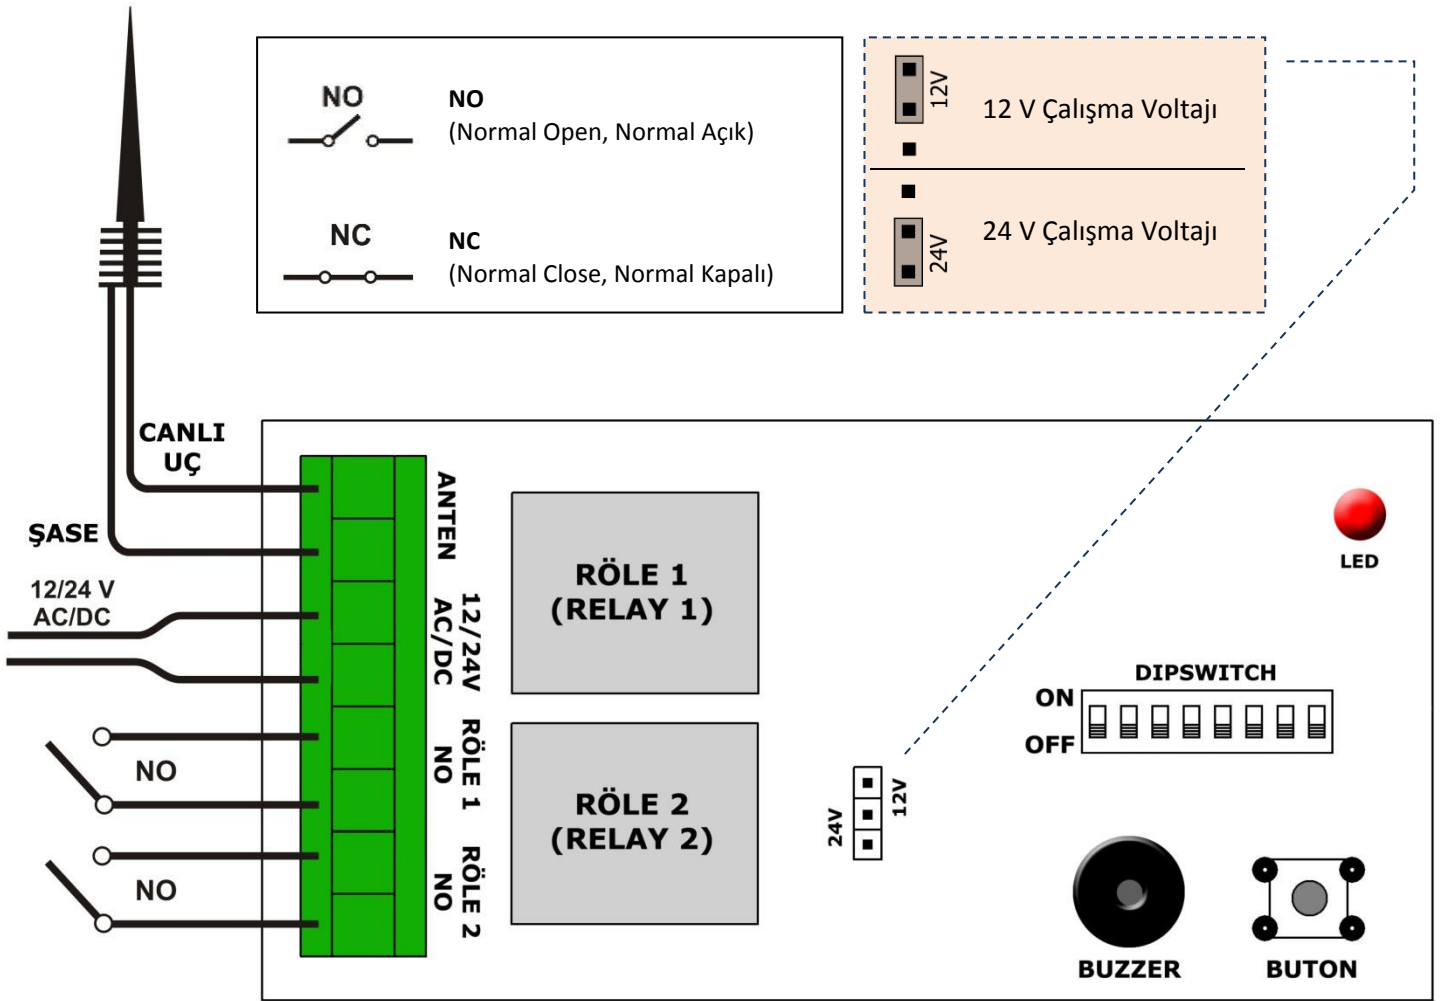 NO
NO
(Normal Open, Normal Açık)
NC
NC
(Normal Close, Normal Kapalı)
12V
12 V Çalışma Voltajı
24V
24 V Çalışma Voltajı
CANLI
UÇ
ŞASE
12/24 V
AC/DC
NO
NO
ANTEN
12/24V
AC/DC
RÖLE 1
NO
RÖLE 2
NO
RÖLE 1
(RELAY 1)
RÖLE 2
(RELAY 2)
24V
12V
LED
DIPSWITCH
ON
OFF
BUZZER
BUTON